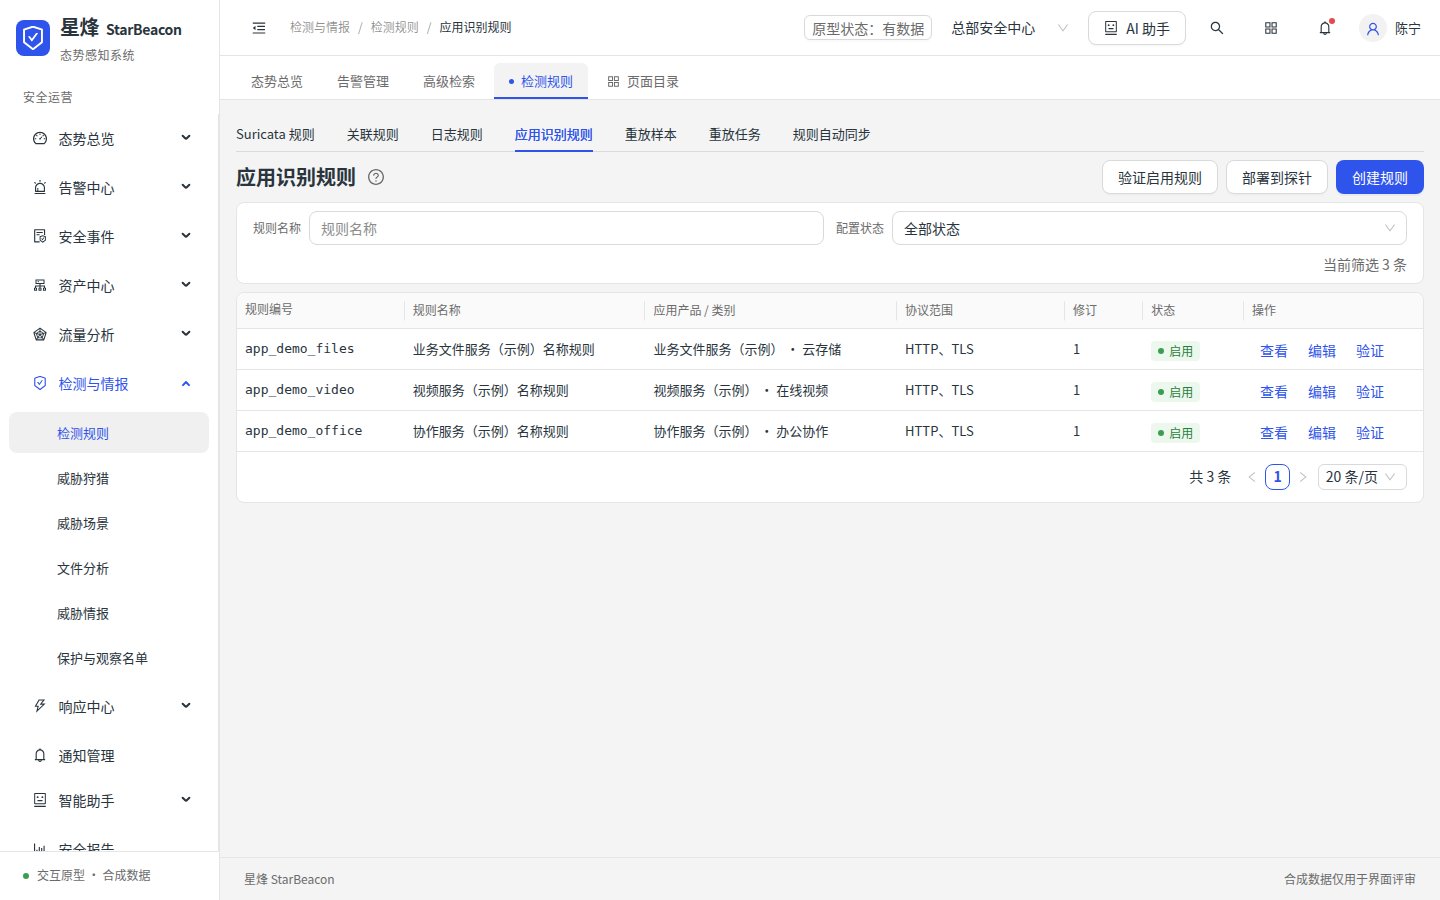 星烽 StarBeacon
态势感知系统
安全运营
态势总览
告警中心
安全事件
资产中心
流量分析
检测与情报
检测规则
威胁狩猎
威胁场景
文件分析
威胁情报
保护与观察名单
响应中心
通知管理
智能助手
安全报告
交互原型 · 合成数据
检测与情报 / 检测规则 / 应用识别规则
原型状态：有数据
总部安全中心
AI 助手
陈宁
态势总览
告警管理
高级检索
检测规则
页面目录
Suricata 规则
关联规则
日志规则
应用识别规则
重放样本
重放任务
规则自动同步
应用识别规则
验证启用规则
部署到探针
创建规则
规则名称
规则名称
配置状态
全部状态
当前筛选 3 条
规则编号 规则名称 应用产品 / 类别 协议范围 修订 状态 操作
app_demo_files 业务文件服务（示例）名称规则 业务文件服务（示例） · 云存储 HTTP、TLS 1 启用 查看 编辑 验证
app_demo_video 视频服务（示例）名称规则 视频服务（示例） · 在线视频 HTTP、TLS 1 启用 查看 编辑 验证
app_demo_office 协作服务（示例）名称规则 协作服务（示例） · 办公协作 HTTP、TLS 1 启用 查看 编辑 验证
共 3 条 1 20 条/页
星烽 StarBeacon
合成数据仅用于界面评审